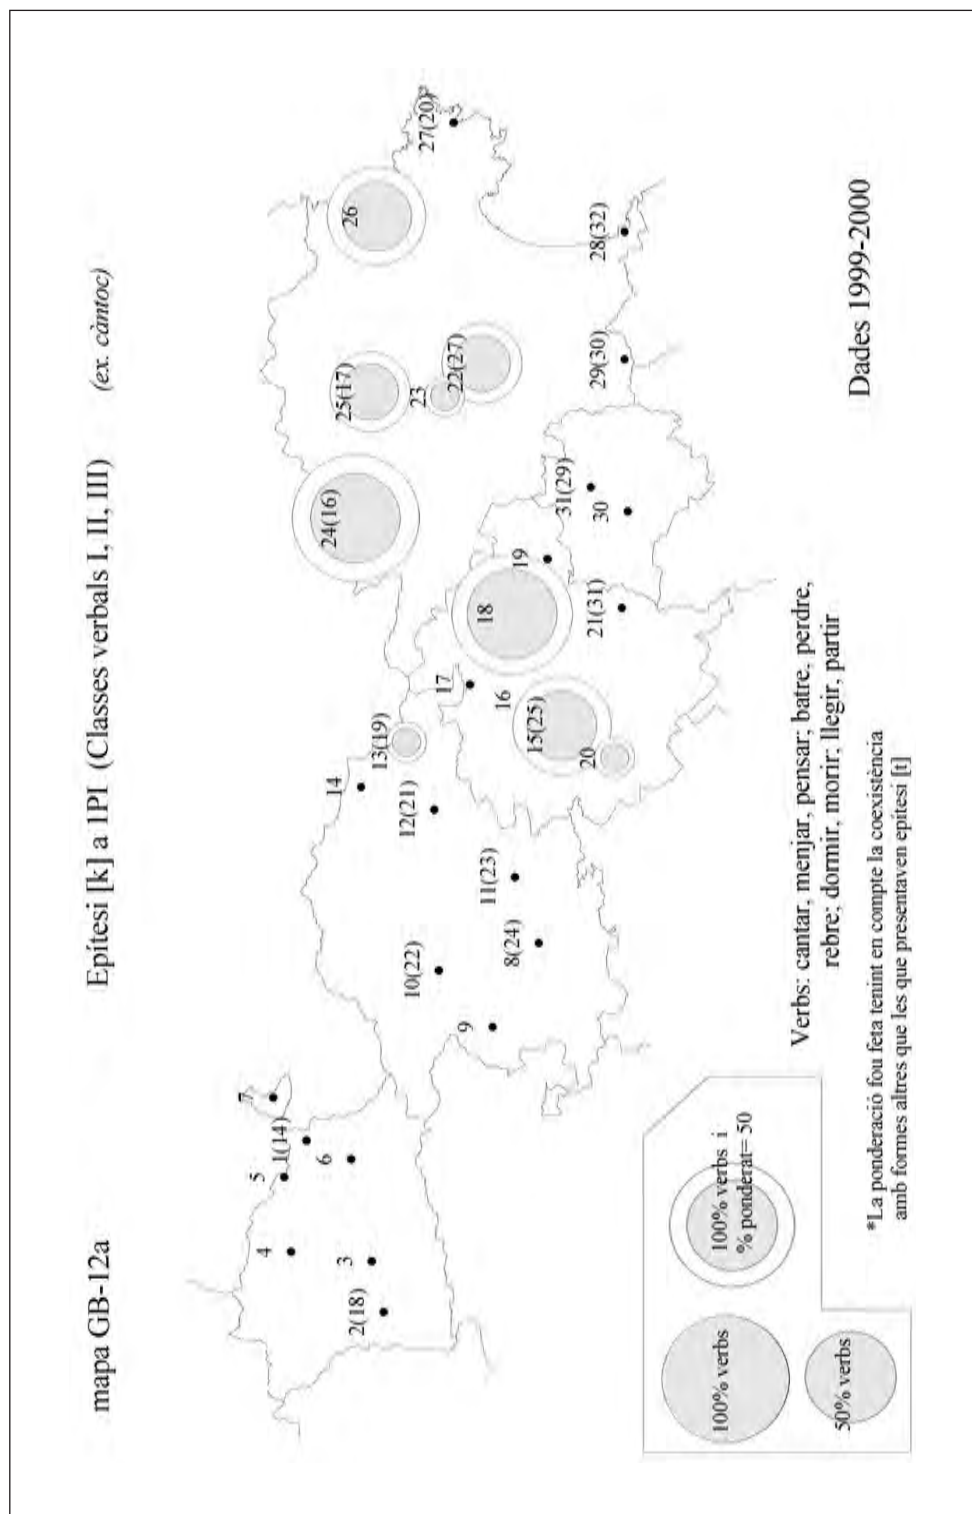 mapa GB-12a
Epítesi [k] a 1PI (Classes verbals I, II, III)
(ex. càntoc)
5
4
1(14)
7
6
3
2(18)
14
13(19)
12(21)
10(22)
11(23)
9
8(24)
24(16)
25(17)
26
27(20)
23
22(27)
17
16
18
19
15(25)
20
21(31)
31(29)
30
29(30)
28(32)
100% verbs
50% verbs
100% verbs i
% ponderat= 50
Verbs: cantar, menjar, pensar; batre, perdre,
rebre; dormir, morir; llegir, partir
*La ponderació fou feta tenint en compte la coexistència
amb formes altres que les que presentaven epítesi [t]
Dades 1999-2000